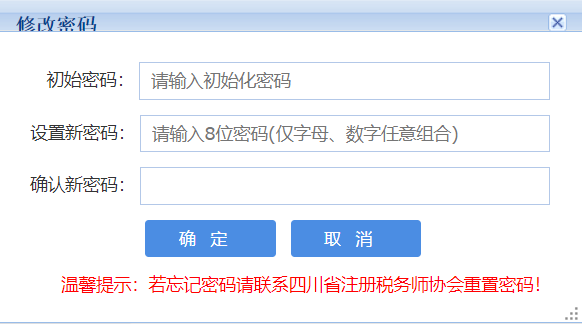 修改密码
初始密码： 请输入初始化密码
设置新密码： 请输入8位密码(仅字母、数字任意组合)
确认新密码：
确 定 取 消
温馨提示：若忘记密码请联系四川省注册税务师协会重置密码！